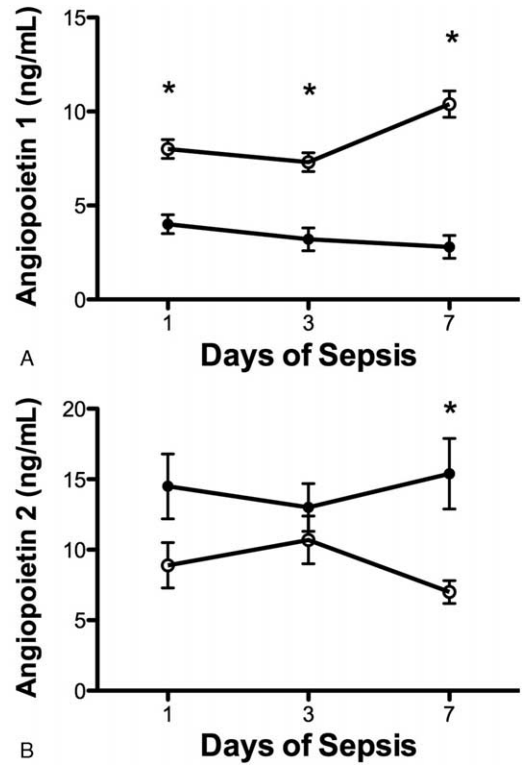 15
10
5
0
Angiopoietin 1 (ng/mL)
* * *
1 3 7
A
Days of Sepsis
20
15
10
5
0
Angiopoietin 2 (ng/mL)
*
1 3 7
B
Days of Sepsis